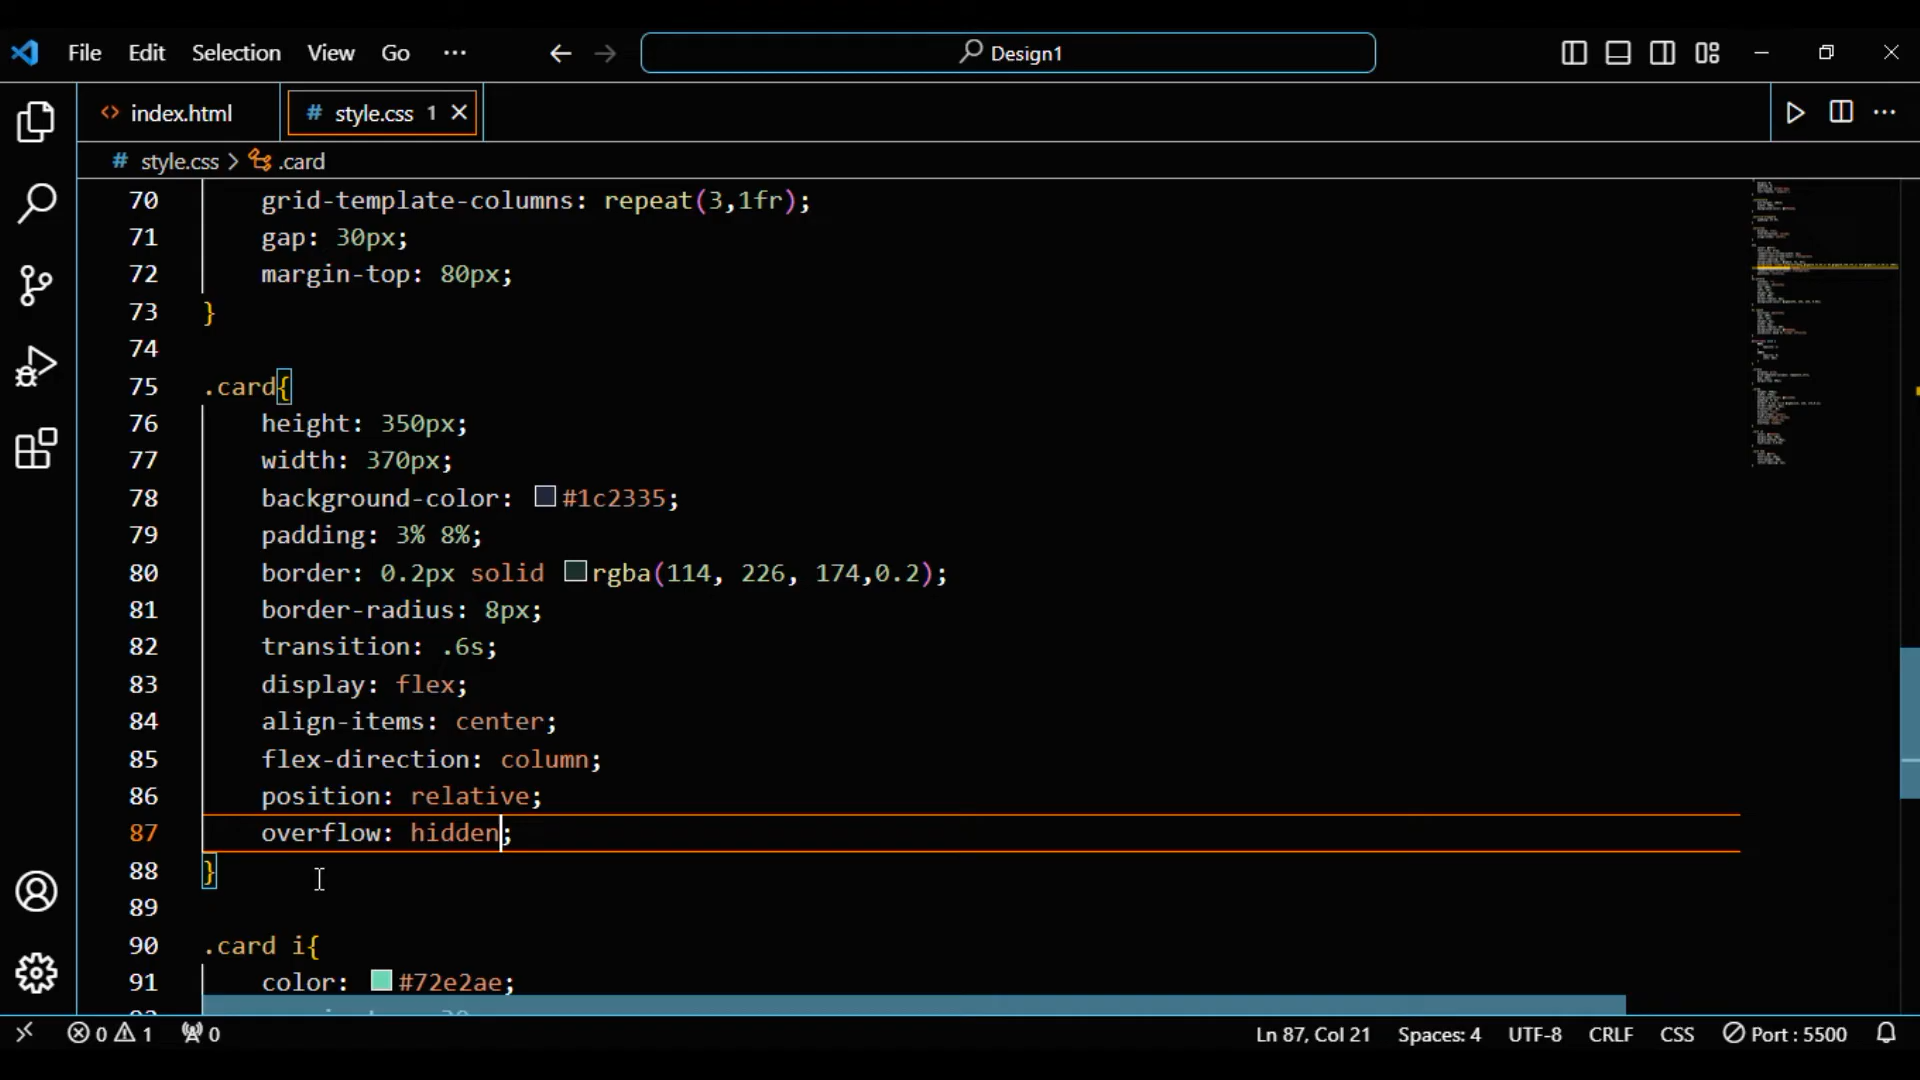 File Edit Selection View Go ··· Design1
index.html # style.css 1
# style.css > .card
70 grid-template-columns: repeat(3,1fr);
71 gap: 30px;
72 margin-top: 80px;
73 }
74
75 .card{
76 height: 350px;
77 width: 370px;
78 background-color: #1c2335;
79 padding: 3% 8%;
80 border: 0.2px solid rgba(114, 226, 174,0.2);
81 border-radius: 8px;
82 transition: .6s;
83 display: flex;
84 align-items: center;
85 flex-direction: column;
86 position: relative;
87 overflow: hidden;
88 }
89
90 .card i{
91 color: #72e2ae;
0 1 0 Ln 87, Col 21 Spaces: 4 UTF-8 CRLF CSS Port : 5500